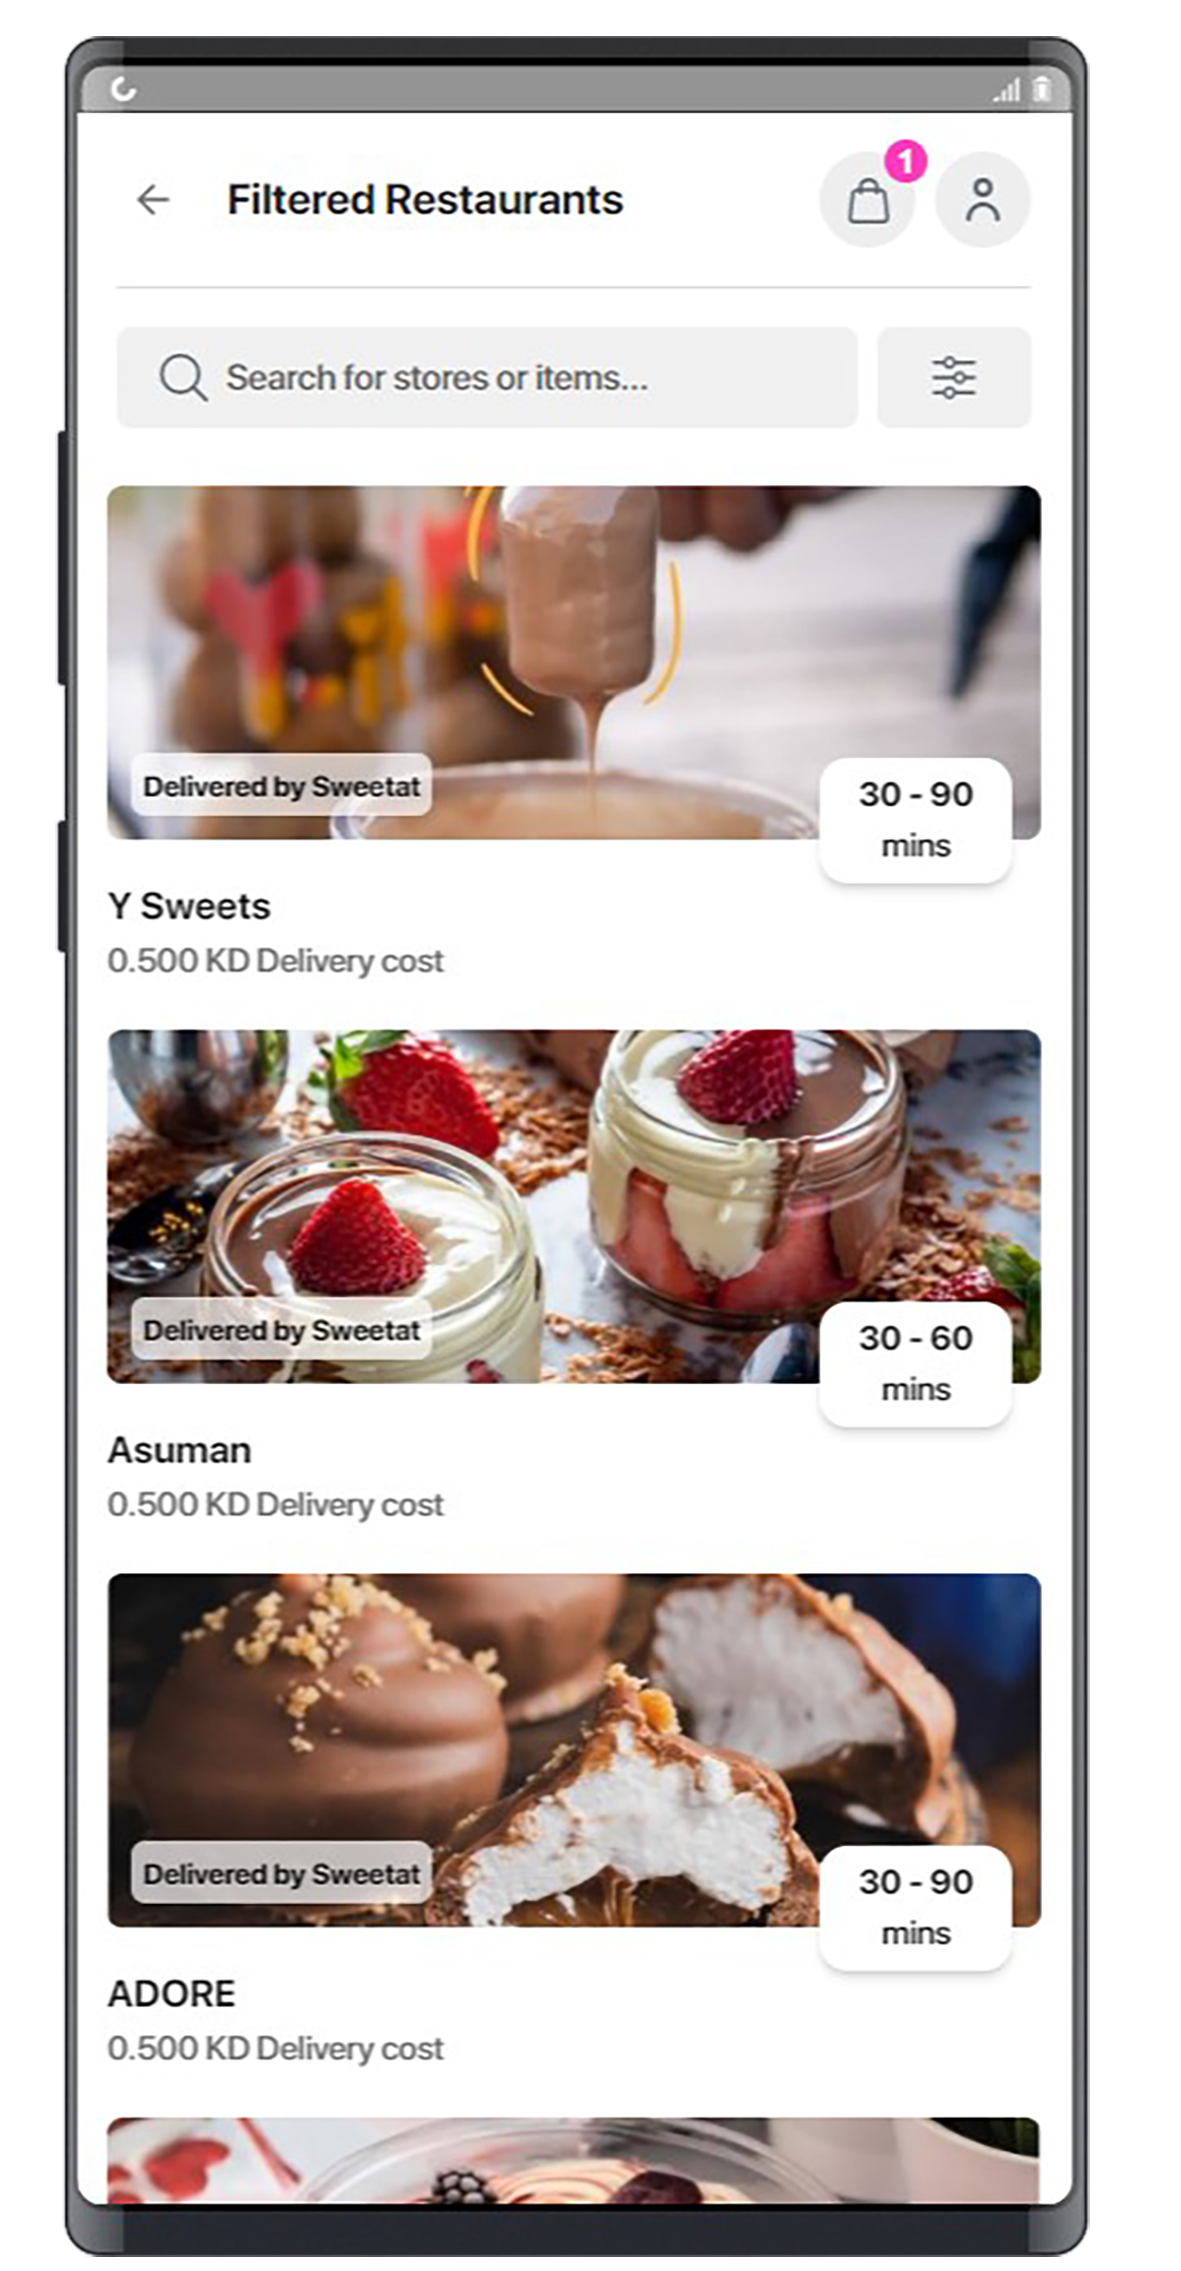 Filtered Restaurants
1
Search for stores or items...
Delivered by Sweetat
30 - 90
mins
Y Sweets
0.500 KD Delivery cost
Delivered by Sweetat
30 - 60
mins
Asuman
0.500 KD Delivery cost
Delivered by Sweetat
30 - 90
mins
ADORE
0.500 KD Delivery cost